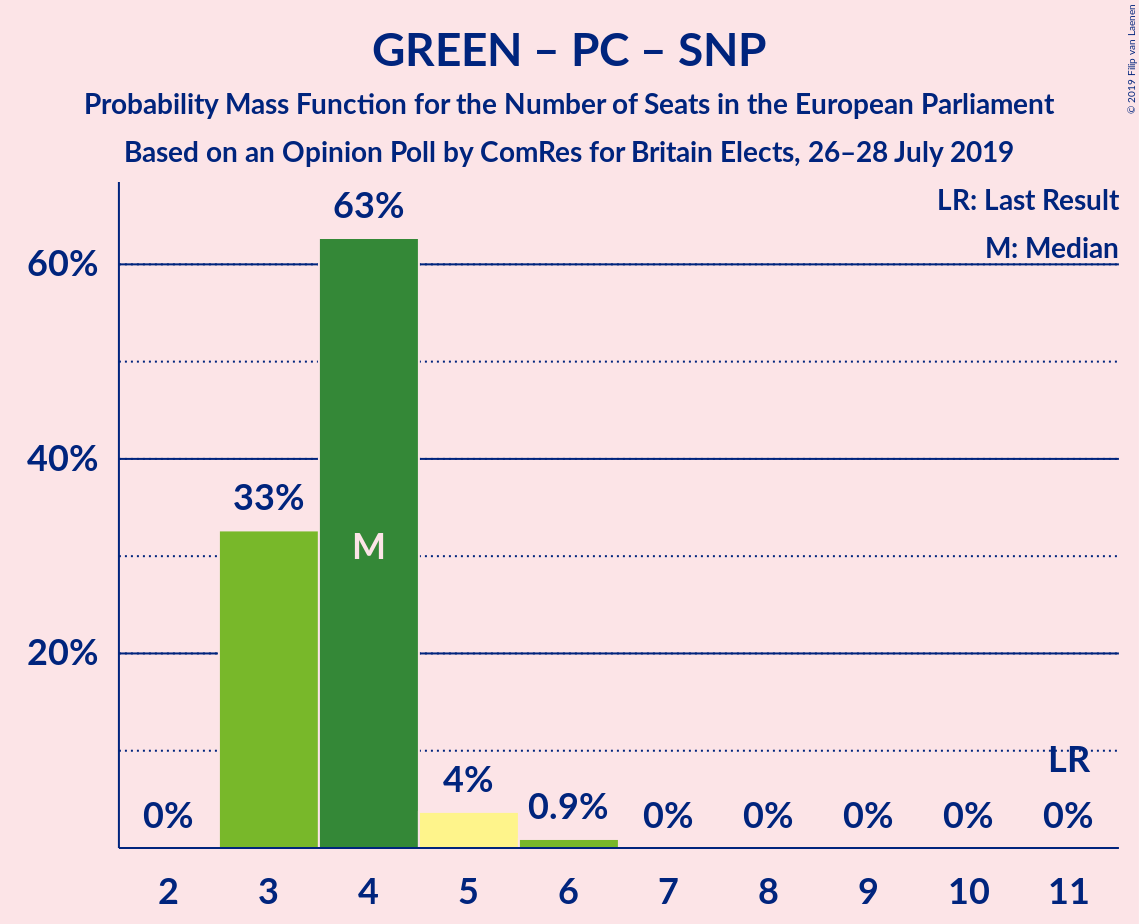 GREEN – PC – SNP
Probability Mass Function for the Number of Seats in the European Parliament
Based on an Opinion Poll by ComRes for Britain Elects, 26–28 July 2019
© 2019 Filip van Laenen
LR: Last Result
M: Median
60%
40%
20%
0%
33%
63%
M
4%
0.9%
0%
0%
0%
0%
LR
0%
2 3 4 5 6 7 8 9 10 11